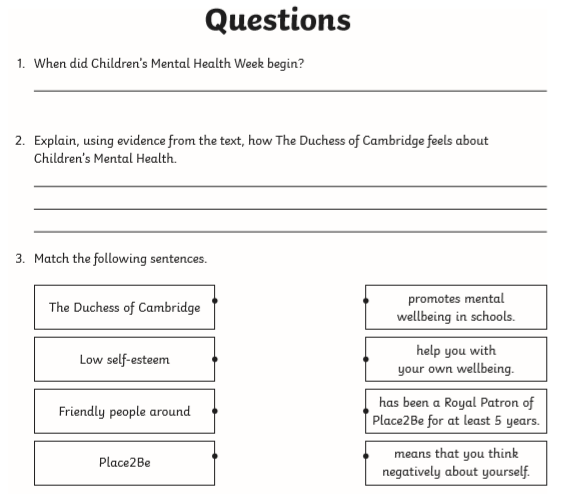 Questions
1. When did Children's Mental Health Week begin?
2. Explain, using evidence from the text, how The Duchess of Cambridge feels about
Children's Mental Health.
3. Match the following sentences.
The Duchess of Cambridge
promotes mental
wellbeing in schools.
Low self-esteem
help you with
your own wellbeing.
Friendly people around
has been a Royal Patron of
Place2Be for at least 5 years.
Place2Be
means that you think
negatively about yourself.